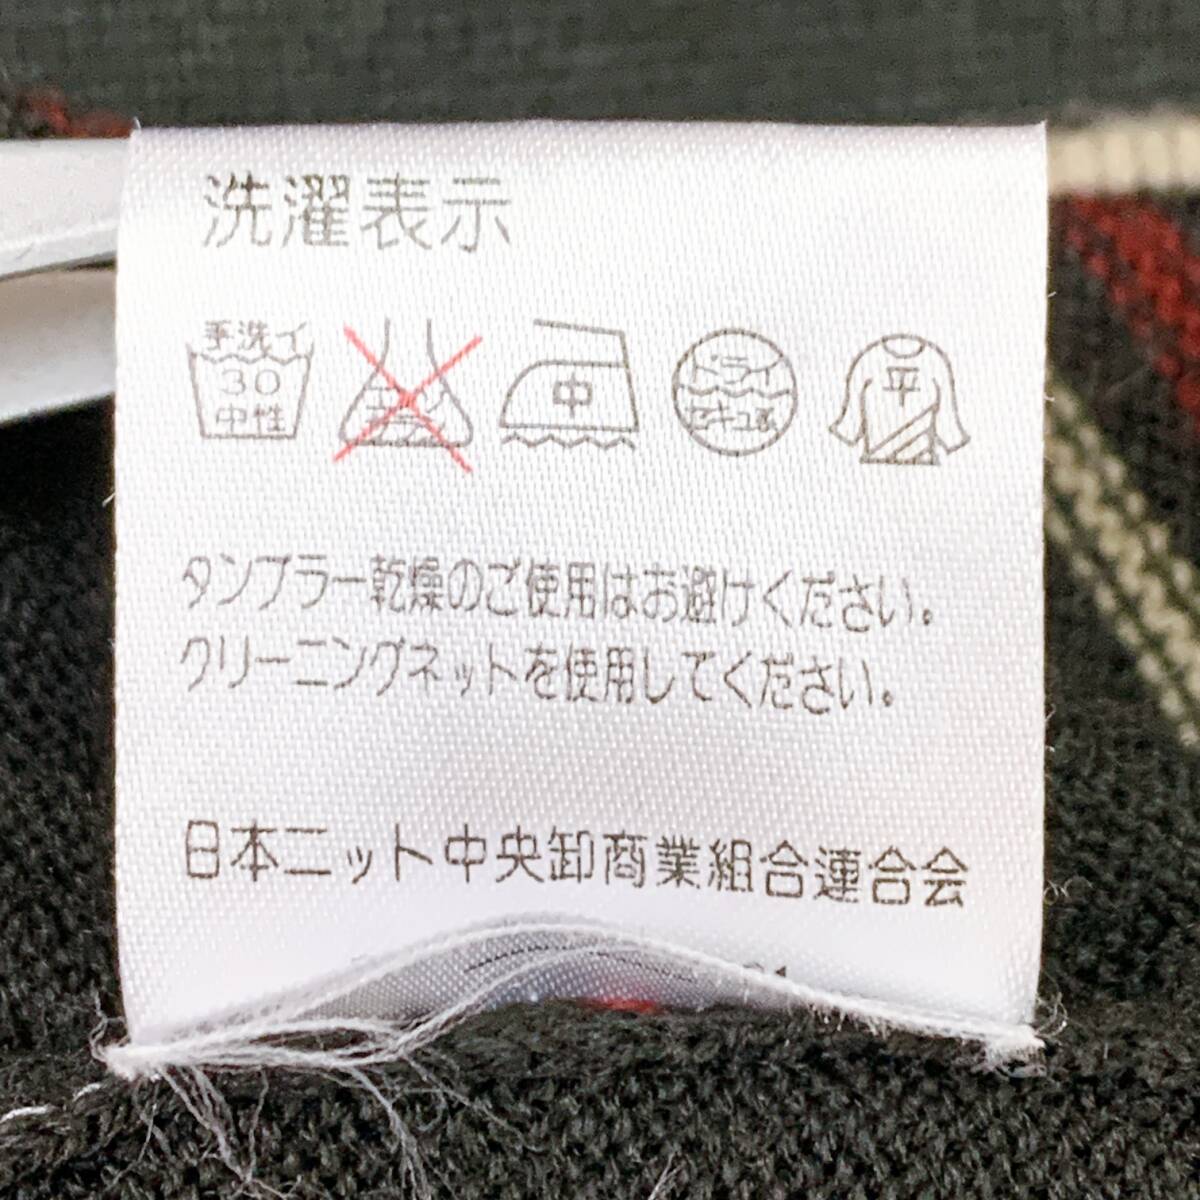 洗濯表示
手洗イ
30
中性
エンソ
中
ドライ
セキユ系
平
タンブラー乾燥のご使用はお避けください。
クリーニングネットを使用してください。
日本ニット中央卸商業組合連合会